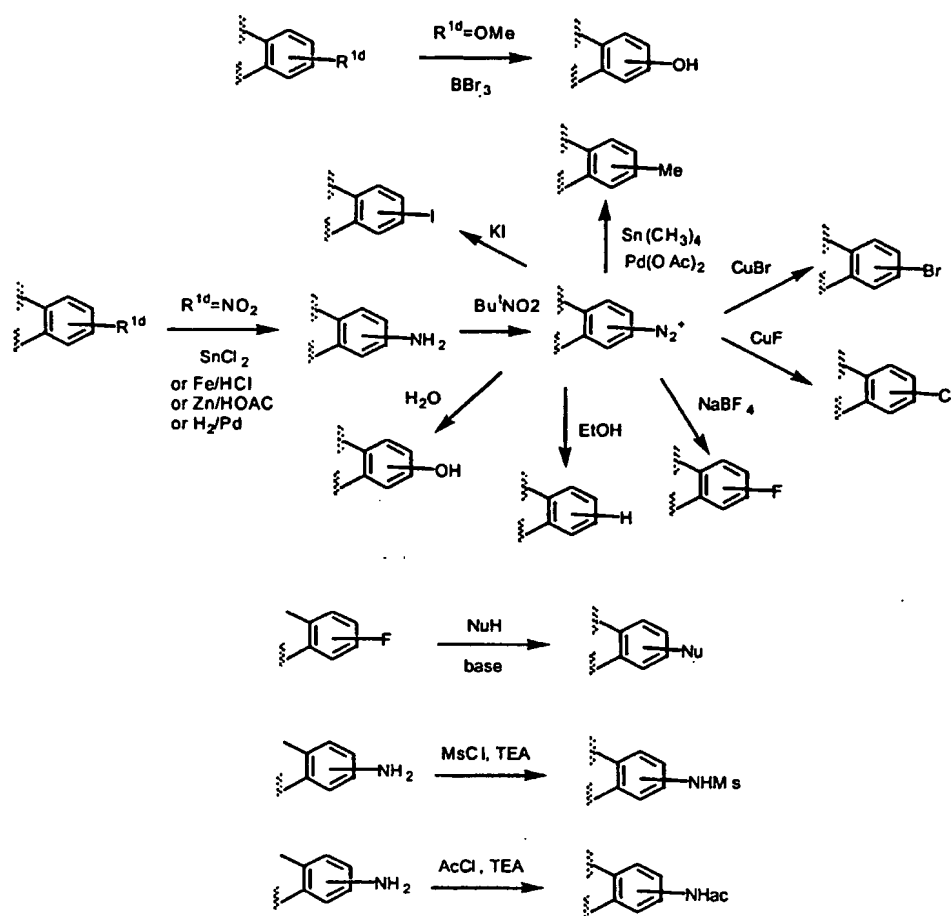 R1d
R1d=OMe
BBr3
OH
Me
I
KI
Sn(CH3)4
Pd(OAc)2
CuBr
Br
R1d
R1d=NO2
SnCl2
or Fe/HCl
or Zn/HOAC
or H2/Pd
NH2
ButNO2
N2+
CuF
C
H2O
OH
EtOH
H
NaBF4
F
F
NuH
base
Nu
NH2
MsCl, TEA
NHMs
NH2
AcCl, TEA
NHac